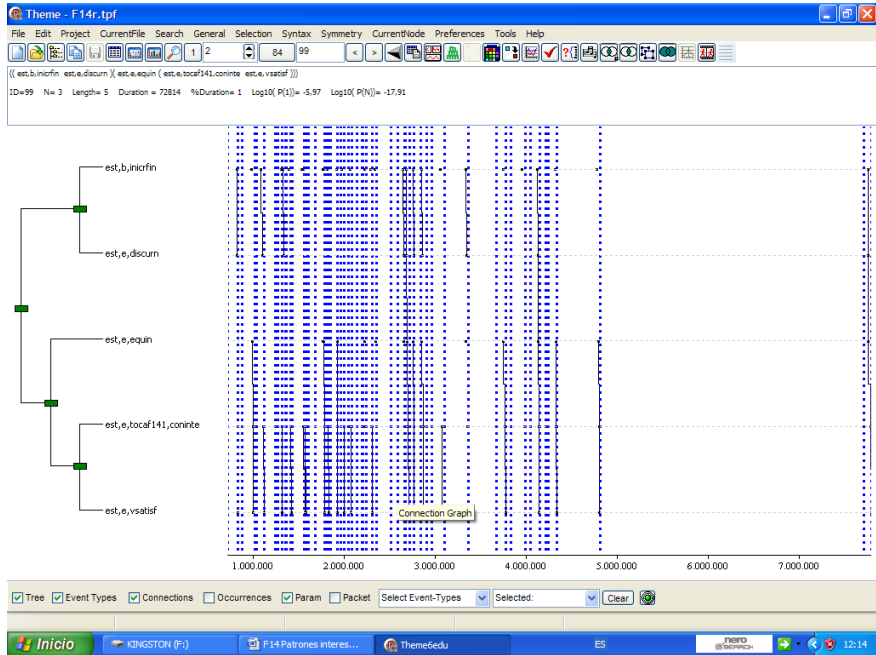 Theme - F14r.tpf
File Edit Project CurrentFile Search General Selection Syntax Symmetry CurrentNode Preferences Tools Help
1 2 84 99 < >
(( est,b,inicrfin est,e,discurn )( est,e,equin ( est,e,tocaf141,coninte est,e,vsatisf )))
ID=99 N= 3 Length= 5 Duration = 72814 %Duration= 1 Log10( P(1))= -5,97 Log10( P(N))= -17,91
est,b,inicrfin
est,e,discurn
est,e,equin
est,e,tocaf141,coninte
est,e,vsatisf
Connection Graph
1.000.000 2.000.000 3.000.000 4.000.000 5.000.000 6.000.000 7.000.000
Tree Event Types Connections Occurrences Param Packet Select Event-Types Selected: Clear
Inicio KINGSTON (F:) F14 Patrones interes... Theme6edu ES nero SEARCH 12:14